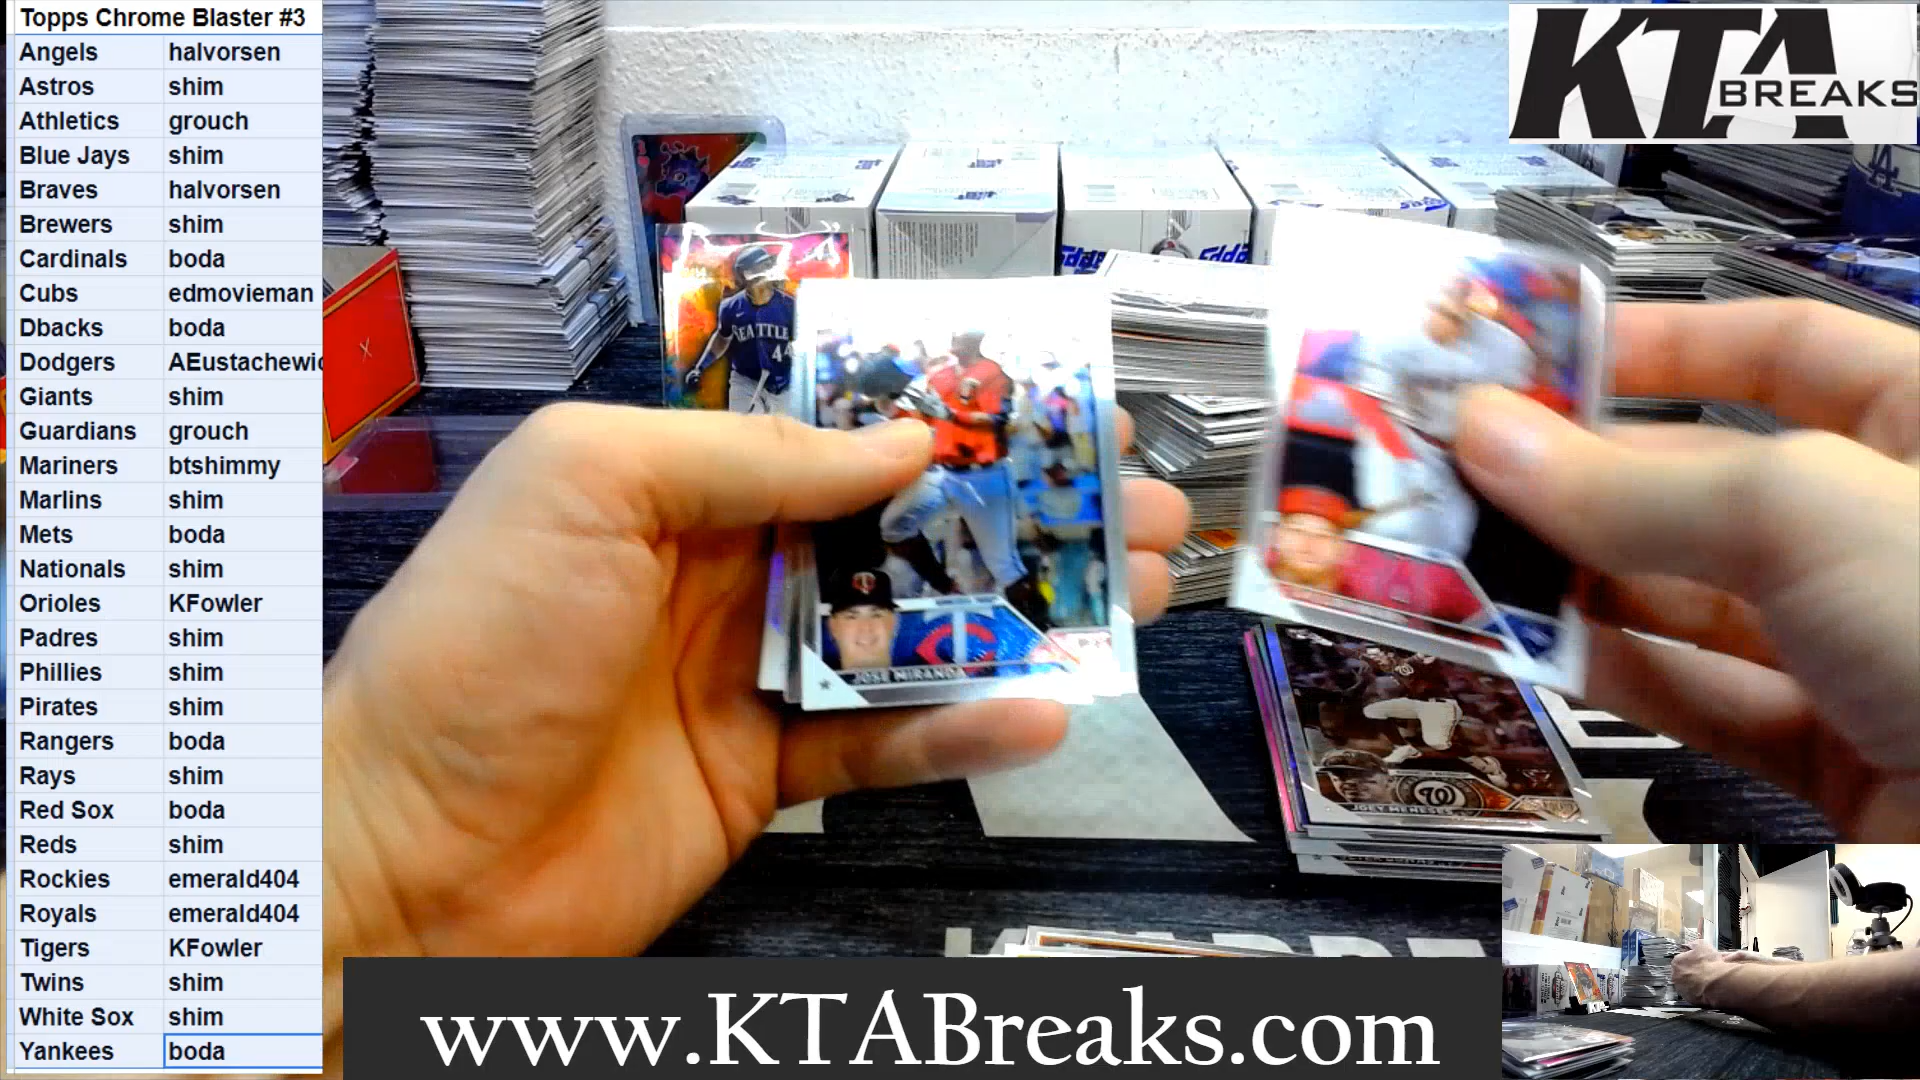 Topps Chrome Blaster #3
Angels halvorsen
Astros shim
Athletics grouch
Blue Jays shim
Braves halvorsen
Brewers shim
Cardinals boda
Cubs edmovieman
Dbacks boda
Dodgers AEustachewic
Giants shim
Guardians grouch
Mariners btshimmy
Marlins shim
Mets boda
Nationals shim
Orioles KFowler
Padres shim
Phillies shim
Pirates shim
Rangers boda
Rays shim
Red Sox boda
Reds shim
Rockies emerald404
Royals emerald404
Tigers KFowler
Twins shim
White Sox shim
Yankees boda
KTA
BREAKS
SEATTLE
44
JOSE MIRANDA
JOEY MENESES
www.KTABreaks.com